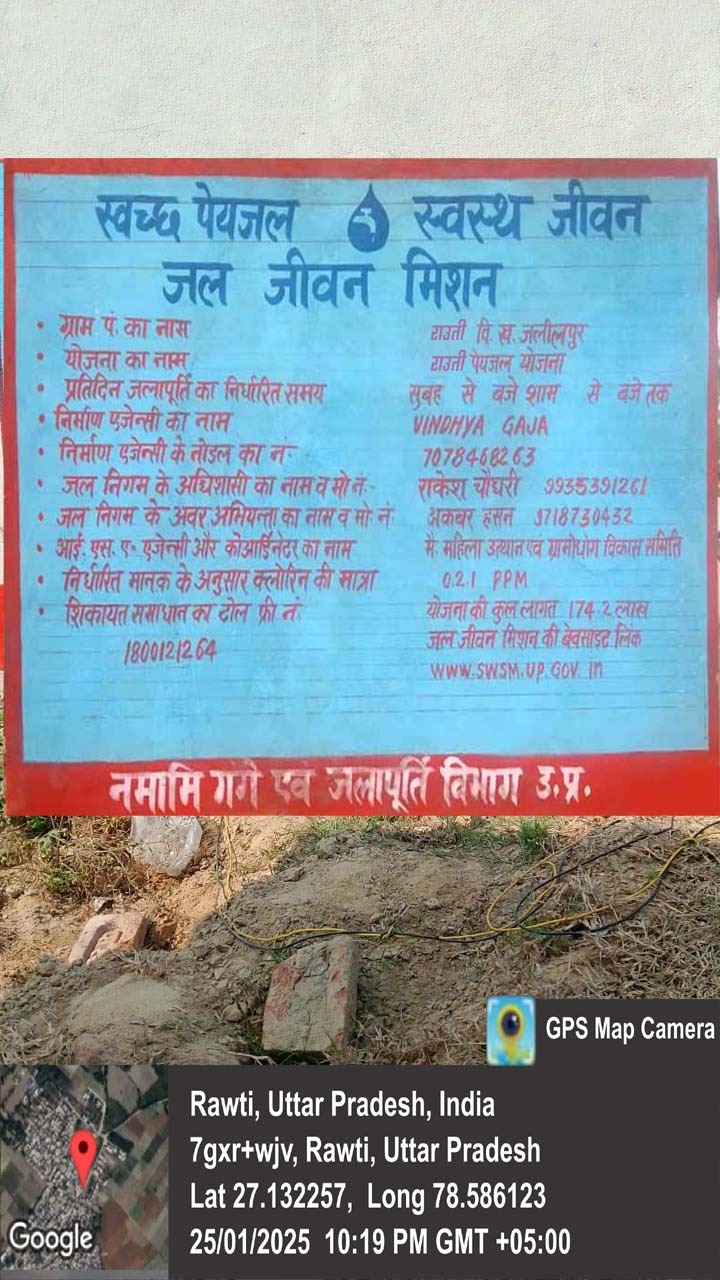 स्वच्छ पेयजल स्वस्थ जीवन
जल जीवन मिशन
• ग्राम पं. का नाम राउती वि. ख. जलीलपुर
• योजना का नाम राउती पेयजल योजना
• प्रतिदिन जलापूर्ति का निर्धारित समय सुबह से बजे शाम से बजे तक
• निर्माण एजेन्सी का नाम VINDHYA GAJA
• निर्माण एजेन्सी के नोडल का नं- 7078468263
• जल निगम के अधिशासी का नाम व मो नं.- राकेश चौधरी 9935391261
• जल निगम के अवर अभियन्ता का नाम व मो. नं. अकबर हसन 9718730432
• आई. एस. ए- एजेन्सी और कोआर्डिनेटर का नाम मै. महिला उत्थान एवं ग्रामोधोग विकास समिति
• निर्धारित मानक के अनुसार क्लोरिन की मात्रा 0.2.1 PPM
• शिकायत समाधान का टोल फ्री नं. योजना की कुल लागत 174.2 लाख
1800121264 जल जीवन मिशन की बेवसाइट लिंक
www.SWSM.UP.GOV.in
नमामि गंगे एवं जलापूर्ति विभाग उ.प्र.
GPS Map Camera
Rawti, Uttar Pradesh, India
7gxr+wjv, Rawti, Uttar Pradesh
Lat 27.132257, Long 78.586123
25/01/2025 10:19 PM GMT +05:00
Google